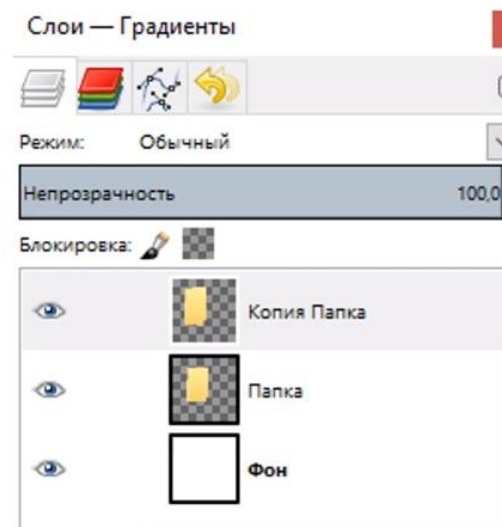 Слои — Градиенты
Режим: Обычный
Непрозрачность 100,0
Блокировка:
Копия Папка
Папка
Фон